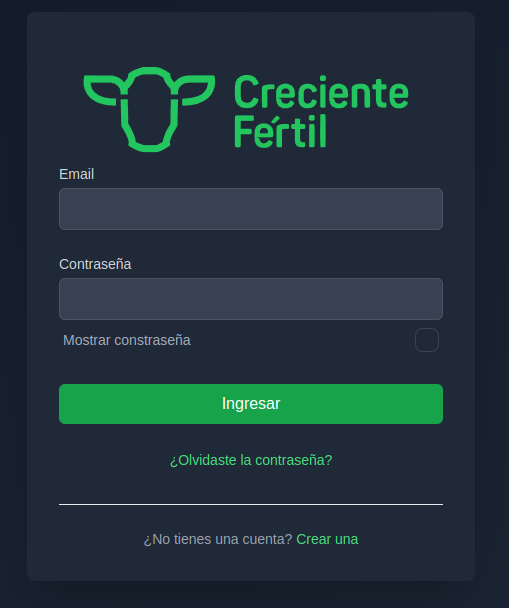 Creciente
Fértil
Email
Contraseña
Mostrar constraseña
Ingresar
¿Olvidaste la contraseña?
¿No tienes una cuenta? Crear una